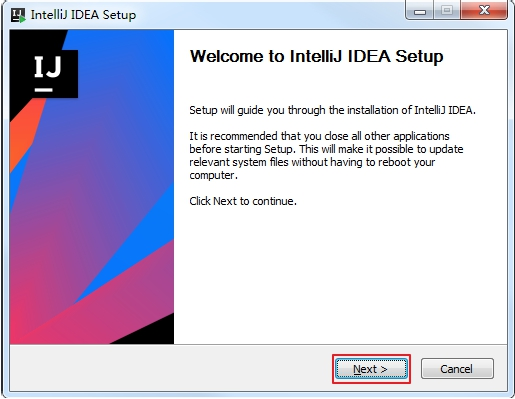 IntelliJ IDEA Setup
IJ
Welcome to IntelliJ IDEA Setup
Setup will guide you through the installation of IntelliJ IDEA.
It is recommended that you close all other applications
before starting Setup. This will make it possible to update
relevant system files without having to reboot your
computer.
Click Next to continue.
Next >
Cancel